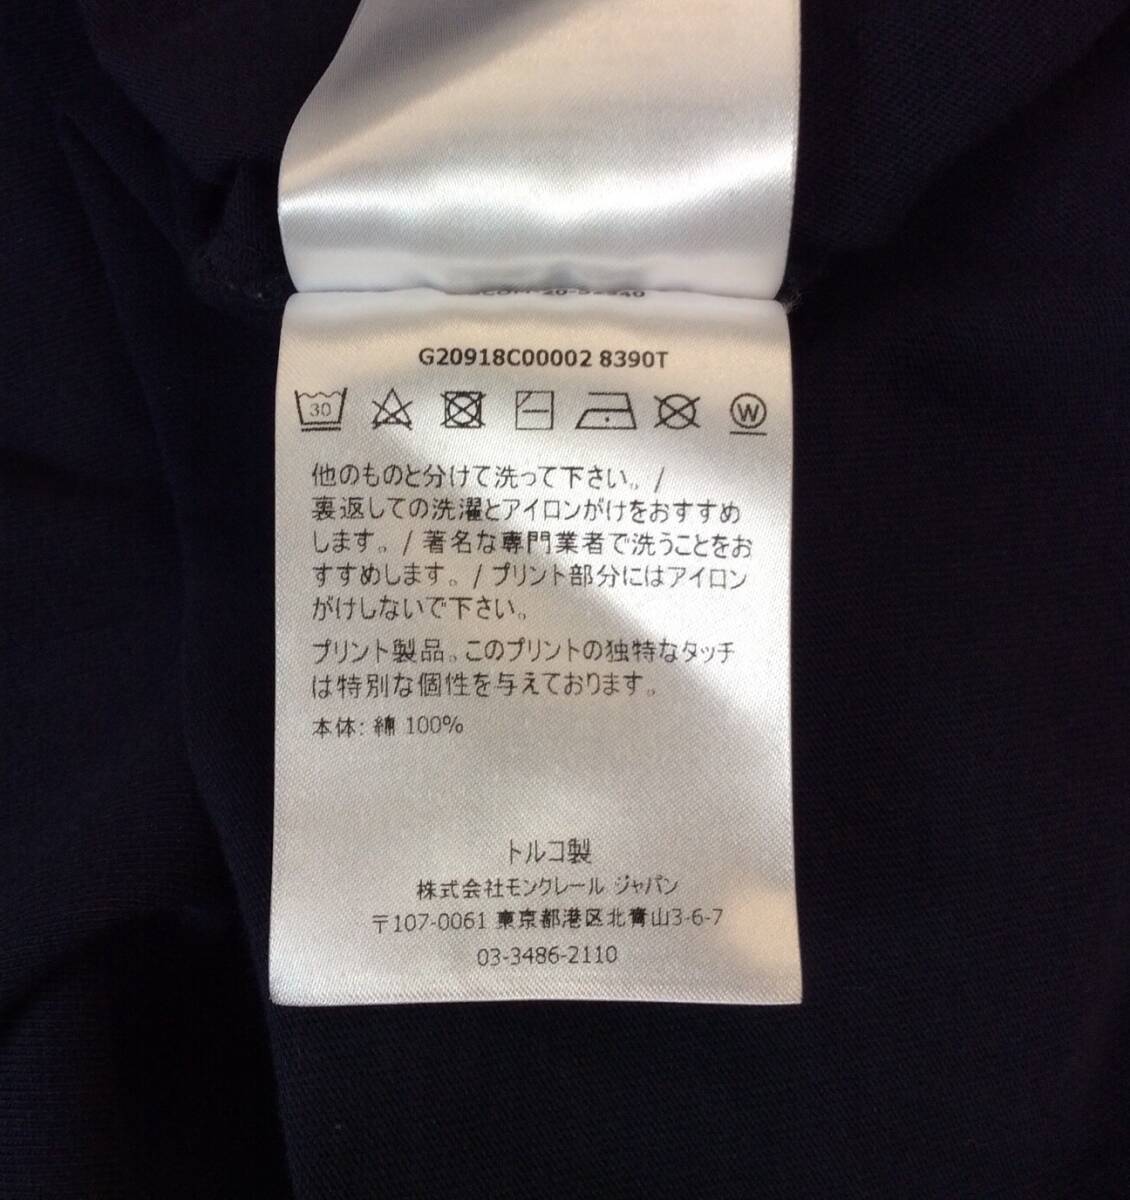 G20918C00002 8390T
30
W
他のものと分けて洗って下さい。/
裏返しての洗濯とアイロンがけをおすすめ
します。/ 著名な専門業者で洗うことをお
すすめします。/ プリント部分にはアイロン
がけしないで下さい。
プリント製品。このプリントの独特なタッチ
は特別な個性を与えております。
本体: 綿 100%
トルコ製
株式会社モンクレール ジャパン
〒107-0061 東京都港区北青山3-6-7
03-3486-2110